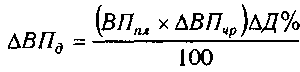 ΔВП_д = (ВП_пл × ΔВП_чр) ΔД% / 100